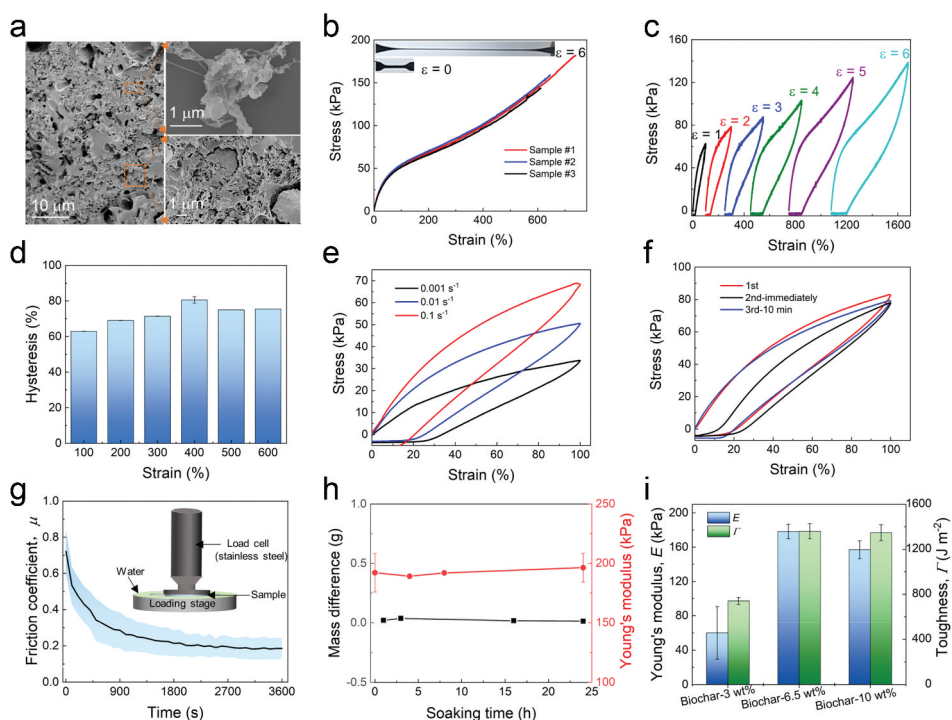 a
10 μm
1 μm
1 μm
b
Stress (kPa)
200
150
100
50
0
ε = 0
ε = 6
Sample #1
Sample #2
Sample #3
0 200 400 600 800
Strain (%)
c
Stress (kPa)
160
120
80
40
0
ε = 1
ε = 2
ε = 3
ε = 4
ε = 5
ε = 6
0 400 800 1200 1600
Strain (%)
d
Hysteresis (%)
100
80
60
40
20
0
100 200 300 400 500 600
Strain (%)
e
Stress (kPa)
70
60
50
40
30
20
10
0
0.001 s⁻¹
0.01 s⁻¹
0.1 s⁻¹
0 20 40 60 80 100
Strain (%)
f
Stress (kPa)
100
80
60
40
20
0
1st
2nd-immediately
3rd-10 min
0 20 40 60 80 100
Strain (%)
g
Friction coefficient, μ
1.0
0.8
0.6
0.4
0.2
0.0
Load cell
(stainless steel)
Water
Sample
Loading stage
0 900 1800 2700 3600
Time (s)
h
Mass difference (g)
1.0
0.5
0.0
-0.5
Young's modulus (kPa)
250
200
150
100
0 5 10 15 20 25
Soaking time (h)
i
Young's modulus, E (kPa)
200
160
120
80
40
0
E
Γ
Toughness, Γ (J m⁻²)
1600
1200
800
400
0
Biochar-3 wt%
Biochar-6.5 wt%
Biochar-10 wt%